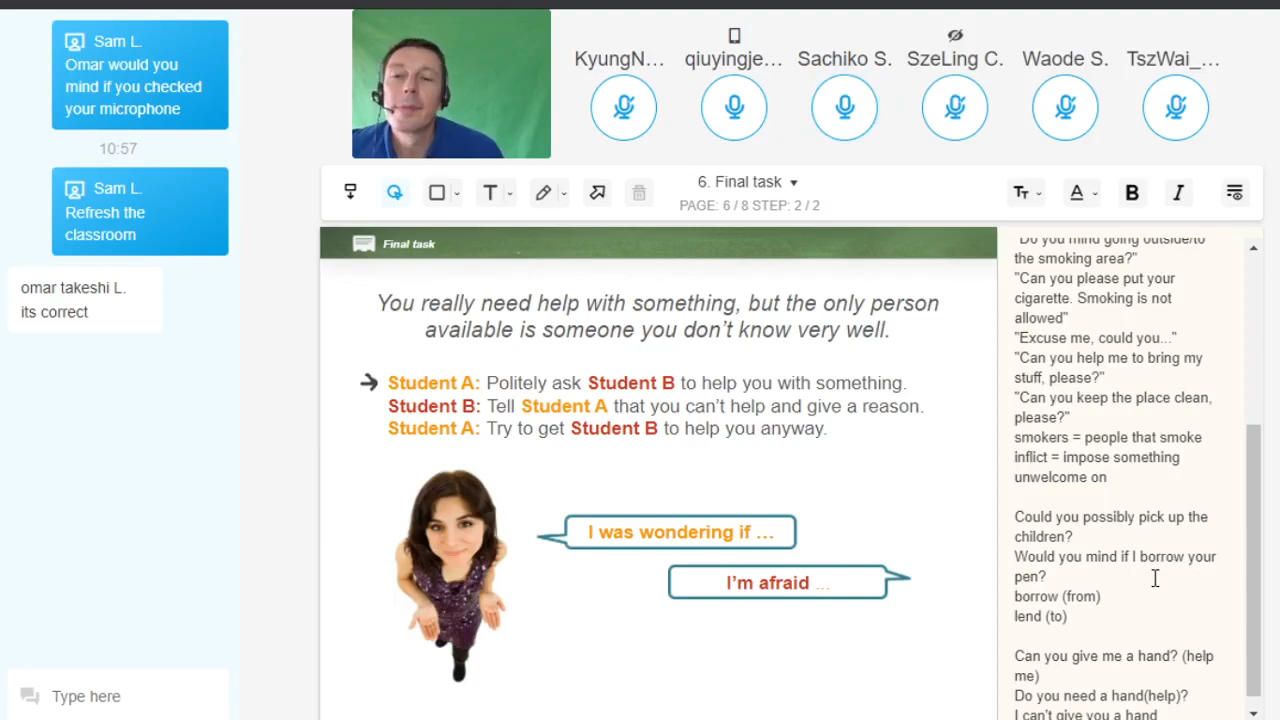 Sam L.
Omar would you
mind if you checked
your microphone
10:57
Sam L.
Refresh the
classroom
omar takeshi L.
its correct
Type here
KyungN...
qiuyingje...
Sachiko S.
SzeLing C.
Waode S.
TszWai_...
6. Final task
PAGE: 6 / 8 STEP: 2 / 2
T
TT
A
B
I
Final task
You really need help with something, but the only person
available is someone you don't know very well.
Student A: Politely ask Student B to help you with something.
Student B: Tell Student A that you can't help and give a reason.
Student A: Try to get Student B to help you anyway.
I was wondering if ...
I'm afraid ...
"Do you mind going outside/to
the smoking area?"
"Can you please put your
cigarette. Smoking is not
allowed"
"Excuse me, could you..."
"Can you help me to bring my
stuff, please?"
"Can you keep the place clean,
please?"
smokers = people that smoke
inflict = impose something
unwelcome on
Could you possibly pick up the
children?
Would you mind if I borrow your
pen?
borrow (from)
lend (to)
Can you give me a hand? (help
me)
Do you need a hand(help)?
I can't give you a hand